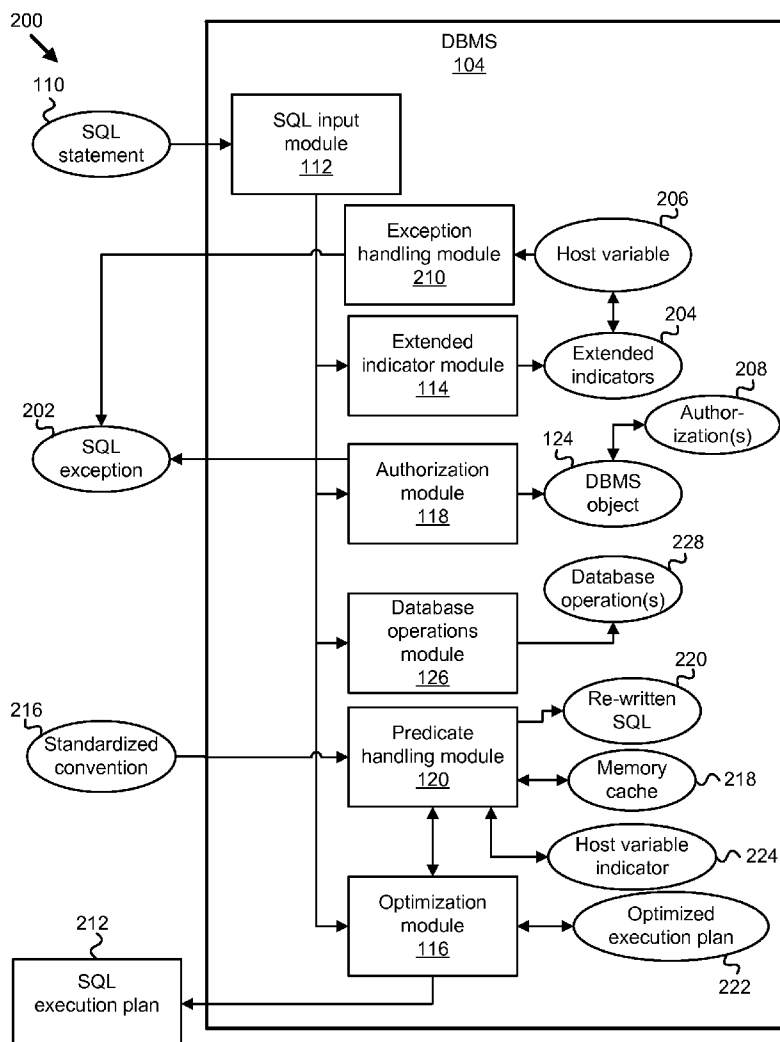 200
DBMS
104
110
SQL
statement
SQL input
module
112
206
Exception
handling module
210
Host variable
204
Extended
indicator module
114
Extended
indicators
208
Author-
ization(s)
202
SQL
exception
124
Authorization
module
118
DBMS
object
228
Database
operation(s)
Database
operations
module
126
220
Re-written
SQL
216
Standardized
convention
Predicate
handling module
120
Memory
cache
218
Host variable
indicator
224
212
SQL
execution plan
Optimization
module
116
Optimized
execution plan
222